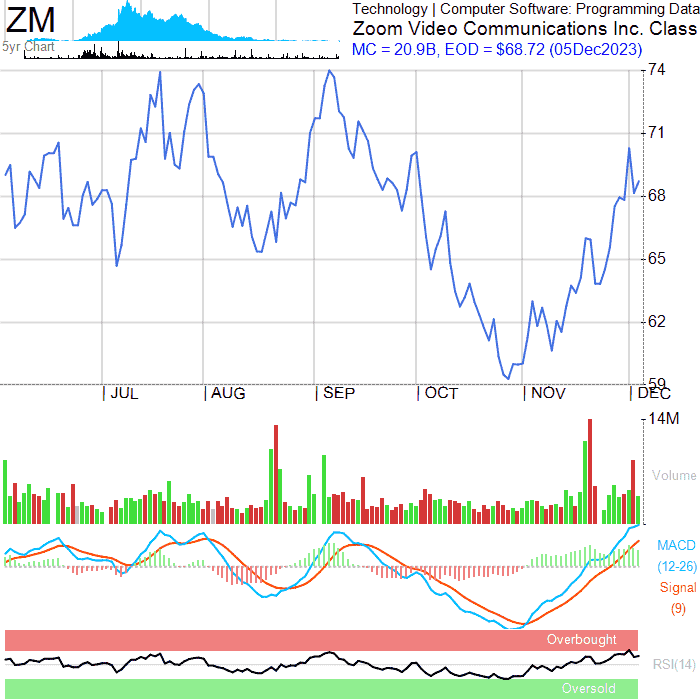 ZM
5yr Chart
Technology | Computer Software: Programming Data
Zoom Video Communications Inc. Class
MC = 20.9B, EOD = $68.72 (05Dec2023)
74
71
68
65
62
59
JUL
AUG
SEP
OCT
NOV
DEC
14M
Volume
MACD
(12-26)
Signal
(9)
Overbought
RSI(14)
Oversold